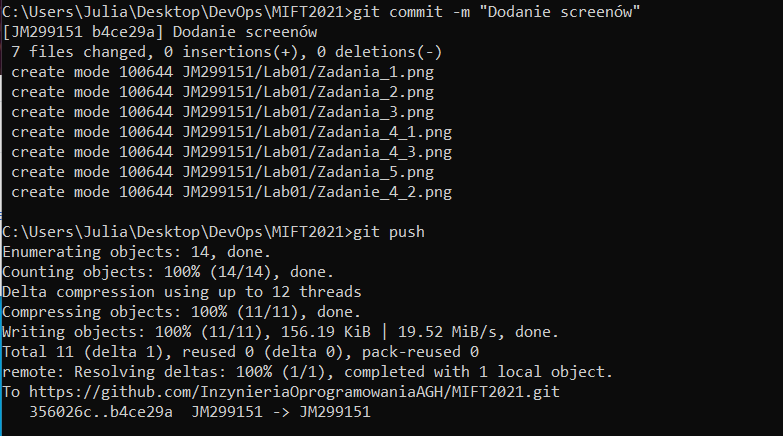 C:\Users\Julia\Desktop\DevOps\MIFT2021>git commit -m "Dodanie screenów"
[JM299151 b4ce29a] Dodanie screenów
 7 files changed, 0 insertions(+), 0 deletions(-)
 create mode 100644 JM299151/Lab01/Zadania_1.png
 create mode 100644 JM299151/Lab01/Zadania_2.png
 create mode 100644 JM299151/Lab01/Zadania_3.png
 create mode 100644 JM299151/Lab01/Zadania_4_1.png
 create mode 100644 JM299151/Lab01/Zadania_4_3.png
 create mode 100644 JM299151/Lab01/Zadania_5.png
 create mode 100644 JM299151/Lab01/Zadanie_4_2.png
C:\Users\Julia\Desktop\DevOps\MIFT2021>git push
Enumerating objects: 14, done.
Counting objects: 100% (14/14), done.
Delta compression using up to 12 threads
Compressing objects: 100% (11/11), done.
Writing objects: 100% (11/11), 156.19 KiB | 19.52 MiB/s, done.
Total 11 (delta 1), reused 0 (delta 0), pack-reused 0
remote: Resolving deltas: 100% (1/1), completed with 1 local object.
To https://github.com/InzynieriaOprogramowaniaAGH/MIFT2021.git
   356026c..b4ce29a  JM299151 -> JM299151